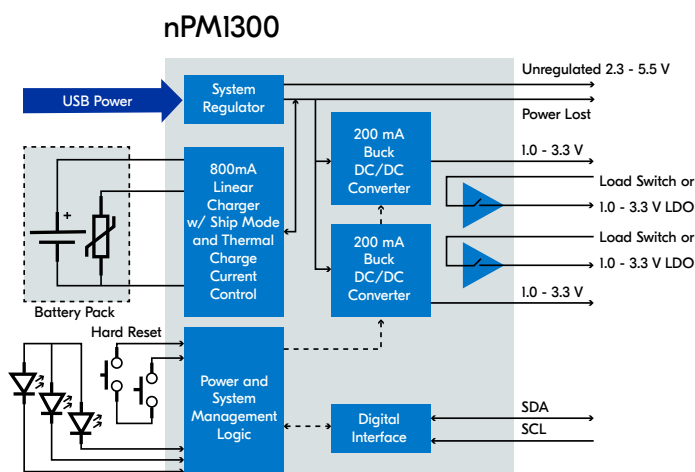 nPM1300
USB Power
System
Regulator
Unregulated 2.3 - 5.5 V
Power Lost
200 mA
Buck
DC/DC
Converter
1.0 - 3.3 V
800mA
Linear
Charger
w/ Ship Mode
and Thermal
Charge
Current
Control
Load Switch or
1.0 - 3.3 V LDO
200 mA
Buck
DC/DC
Converter
Load Switch or
1.0 - 3.3 V LDO
1.0 - 3.3 V
+
Battery Pack
Hard Reset
Power and
System
Management
Logic
Digital
Interface
SDA
SCL